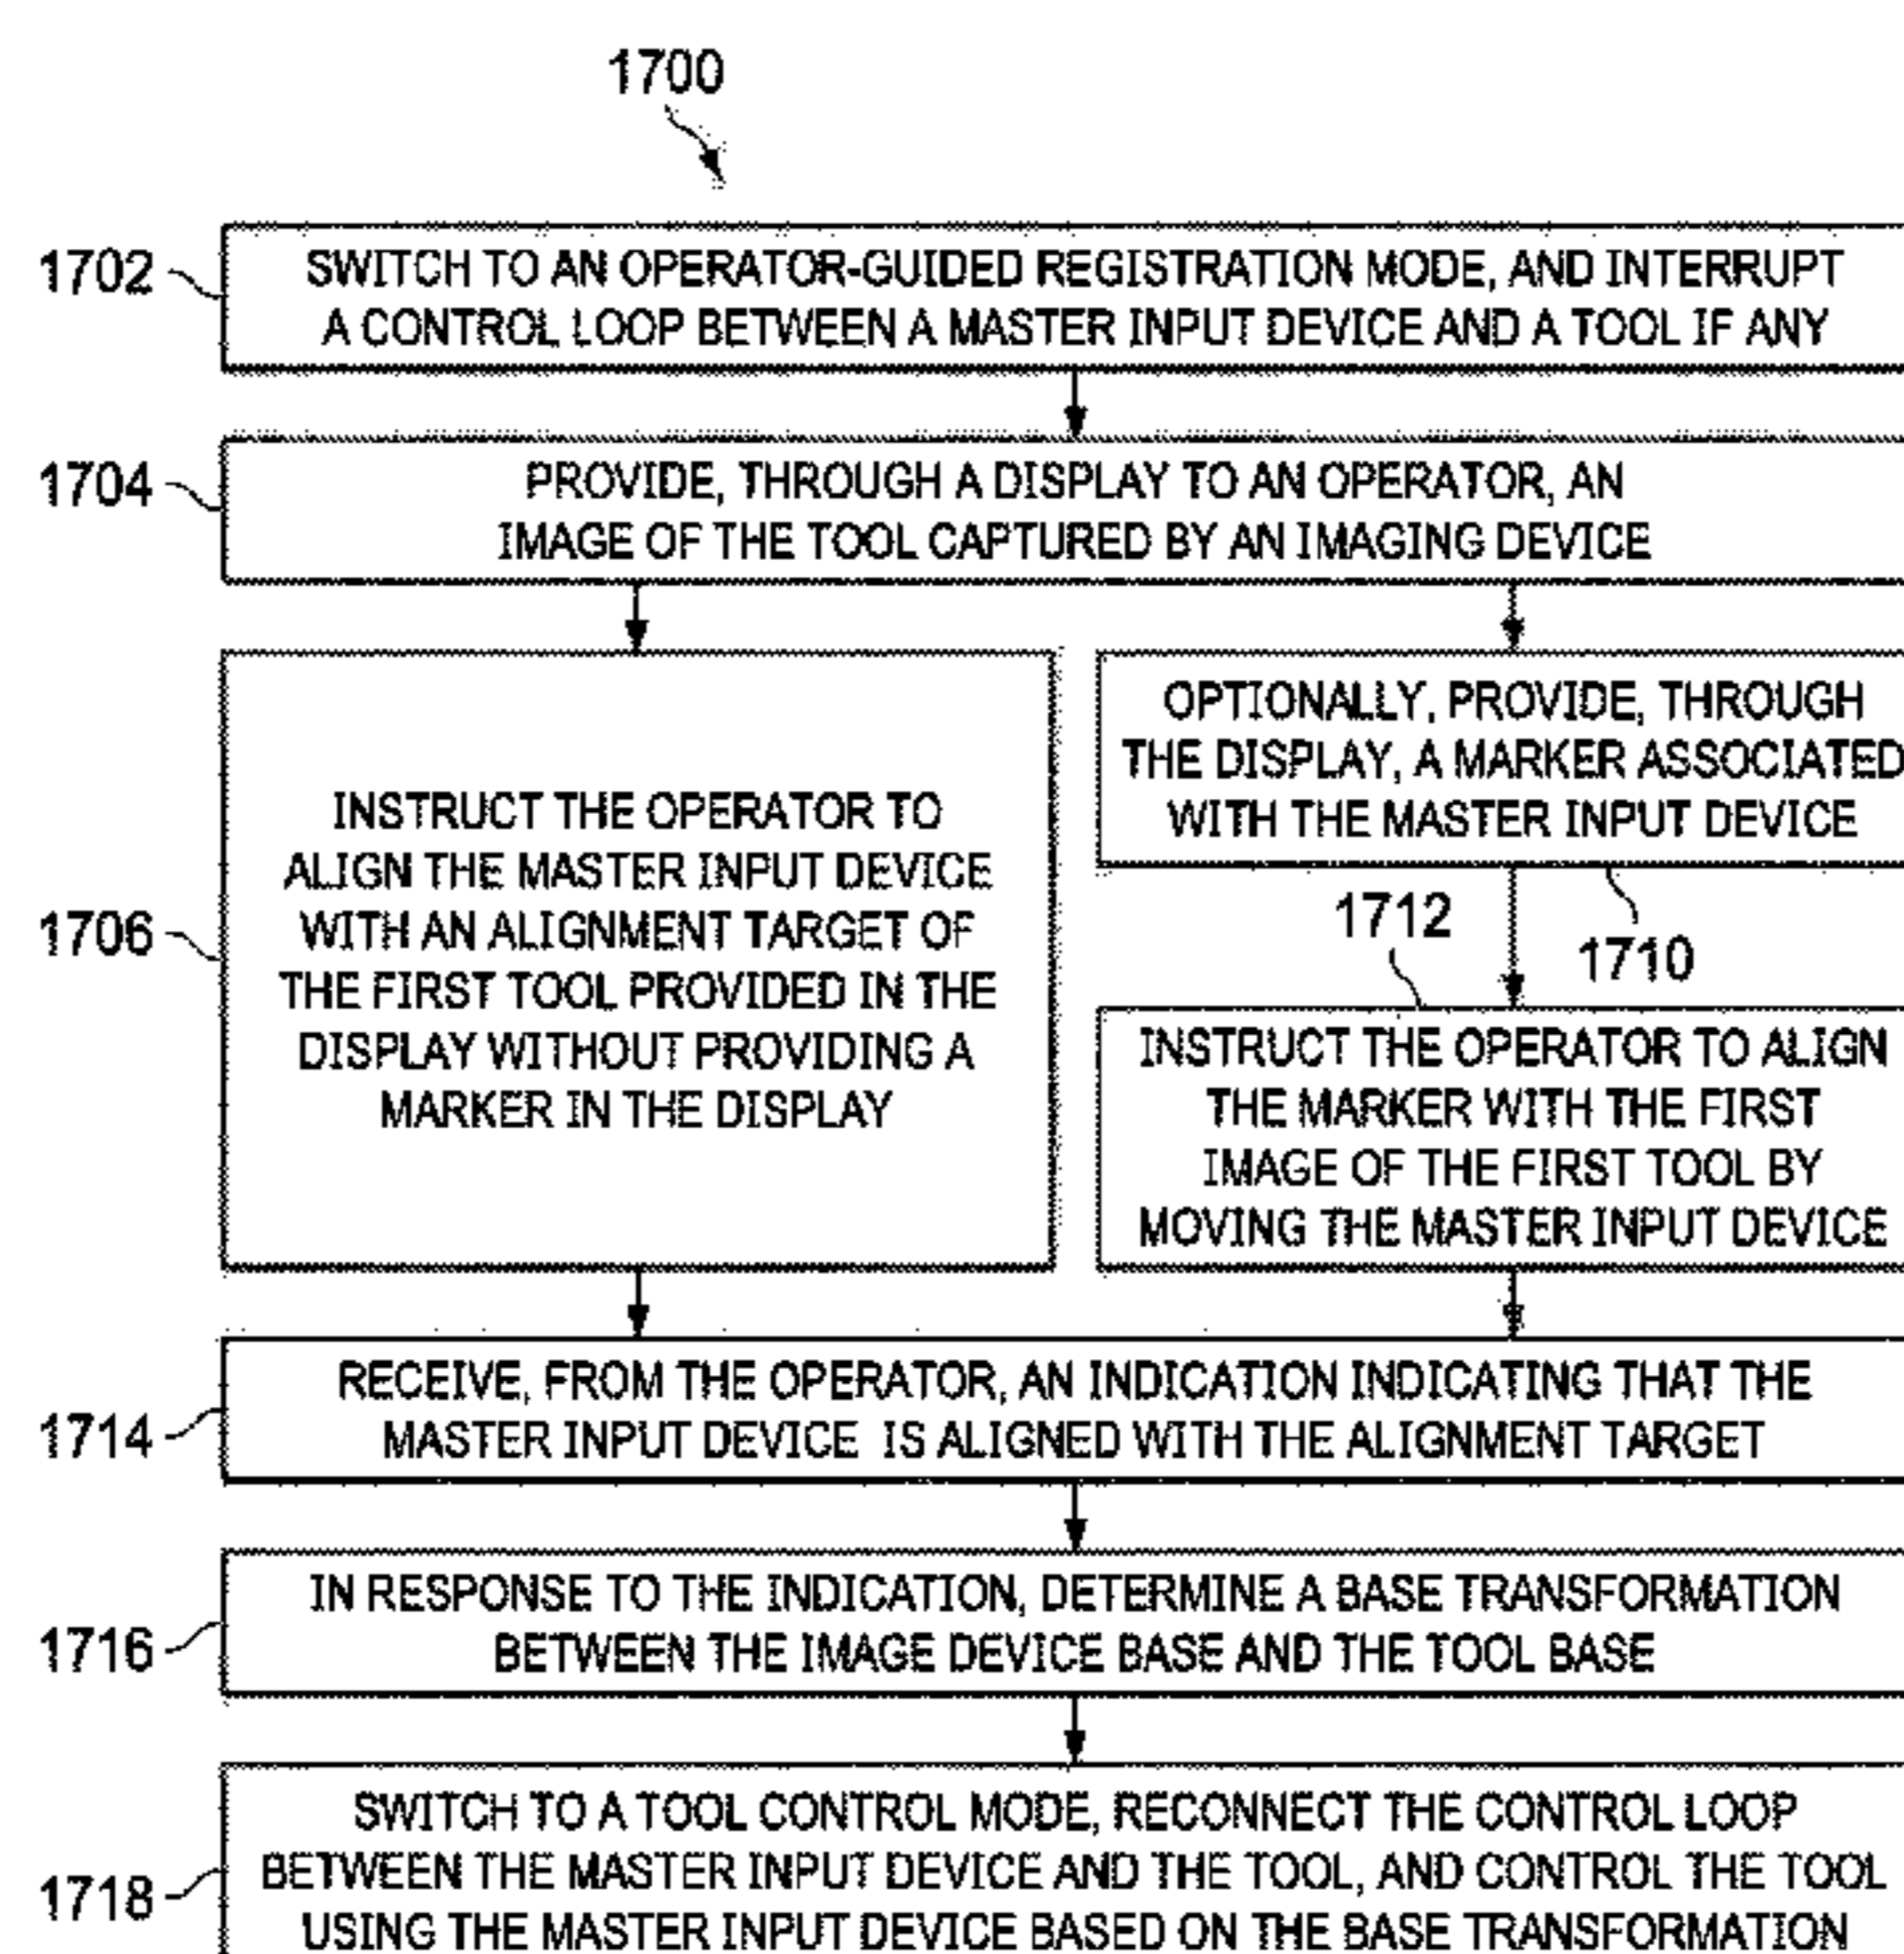 1700
1702
SWITCH TO AN OPERATOR-GUIDED REGISTRATION MODE, AND INTERRUPT
A CONTROL LOOP BETWEEN A MASTER INPUT DEVICE AND A TOOL IF ANY
1704
PROVIDE, THROUGH A DISPLAY TO AN OPERATOR, AN
IMAGE OF THE TOOL CAPTURED BY AN IMAGING DEVICE
1706
INSTRUCT THE OPERATOR TO
ALIGN THE MASTER INPUT DEVICE
WITH AN ALIGNMENT TARGET OF
THE FIRST TOOL PROVIDED IN THE
DISPLAY WITHOUT PROVIDING A
MARKER IN THE DISPLAY
OPTIONALLY, PROVIDE, THROUGH
THE DISPLAY, A MARKER ASSOCIATED
WITH THE MASTER INPUT DEVICE
1710
1712
INSTRUCT THE OPERATOR TO ALIGN
THE MARKER WITH THE FIRST
IMAGE OF THE FIRST TOOL BY
MOVING THE MASTER INPUT DEVICE
1714
RECEIVE, FROM THE OPERATOR, AN INDICATION INDICATING THAT THE
MASTER INPUT DEVICE IS ALIGNED WITH THE ALIGNMENT TARGET
1716
IN RESPONSE TO THE INDICATION, DETERMINE A BASE TRANSFORMATION
BETWEEN THE IMAGE DEVICE BASE AND THE TOOL BASE
1718
SWITCH TO A TOOL CONTROL MODE, RECONNECT THE CONTROL LOOP
BETWEEN THE MASTER INPUT DEVICE AND THE TOOL, AND CONTROL THE TOOL
USING THE MASTER INPUT DEVICE BASED ON THE BASE TRANSFORMATION